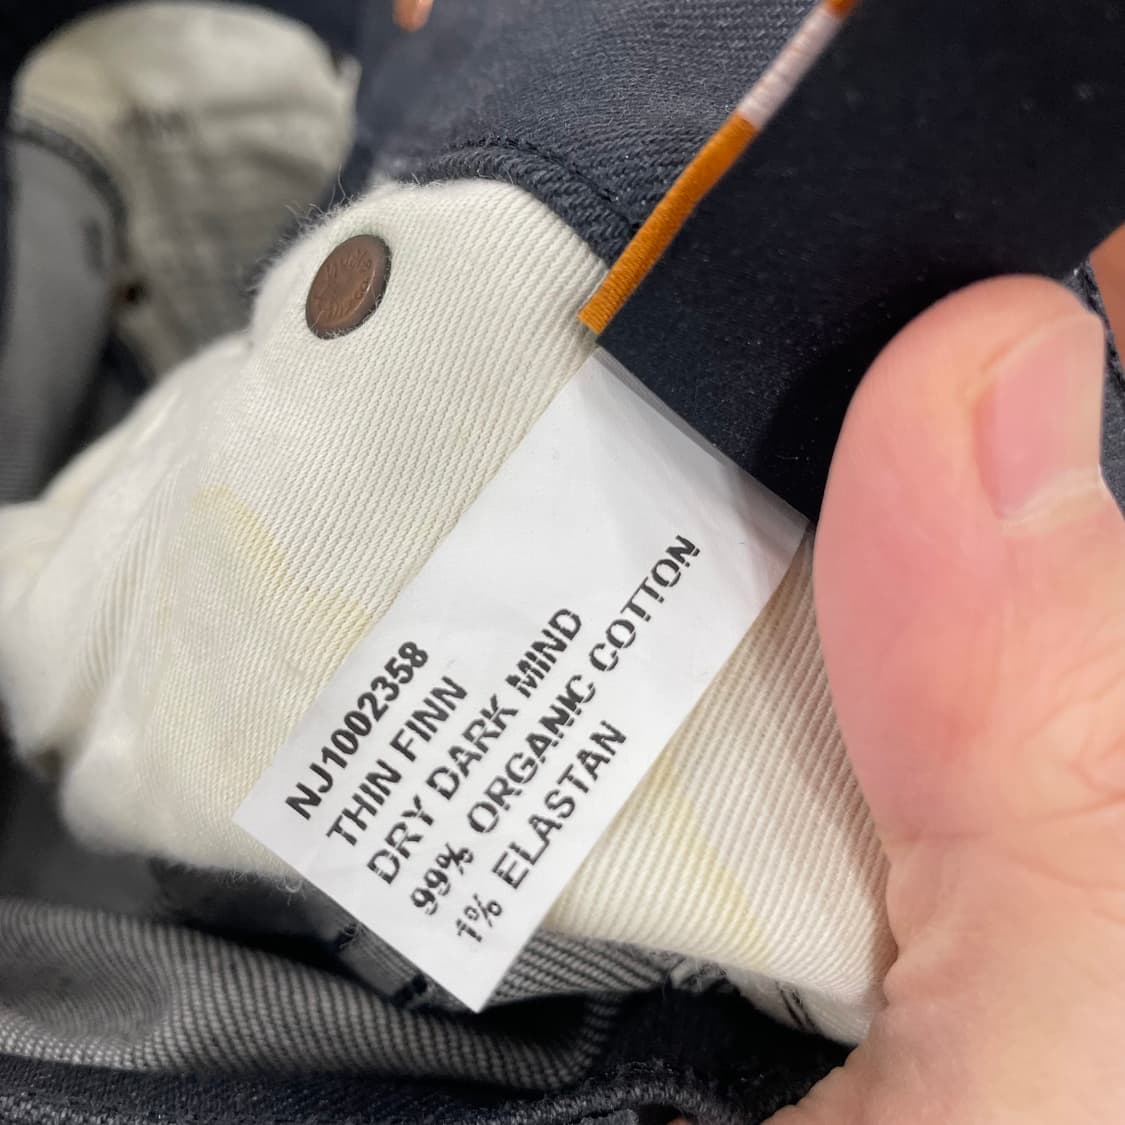 NJ1002358
THIN FINN
DRY DARK MIND
99% ORGANIC COTTON
1% ELASTAN